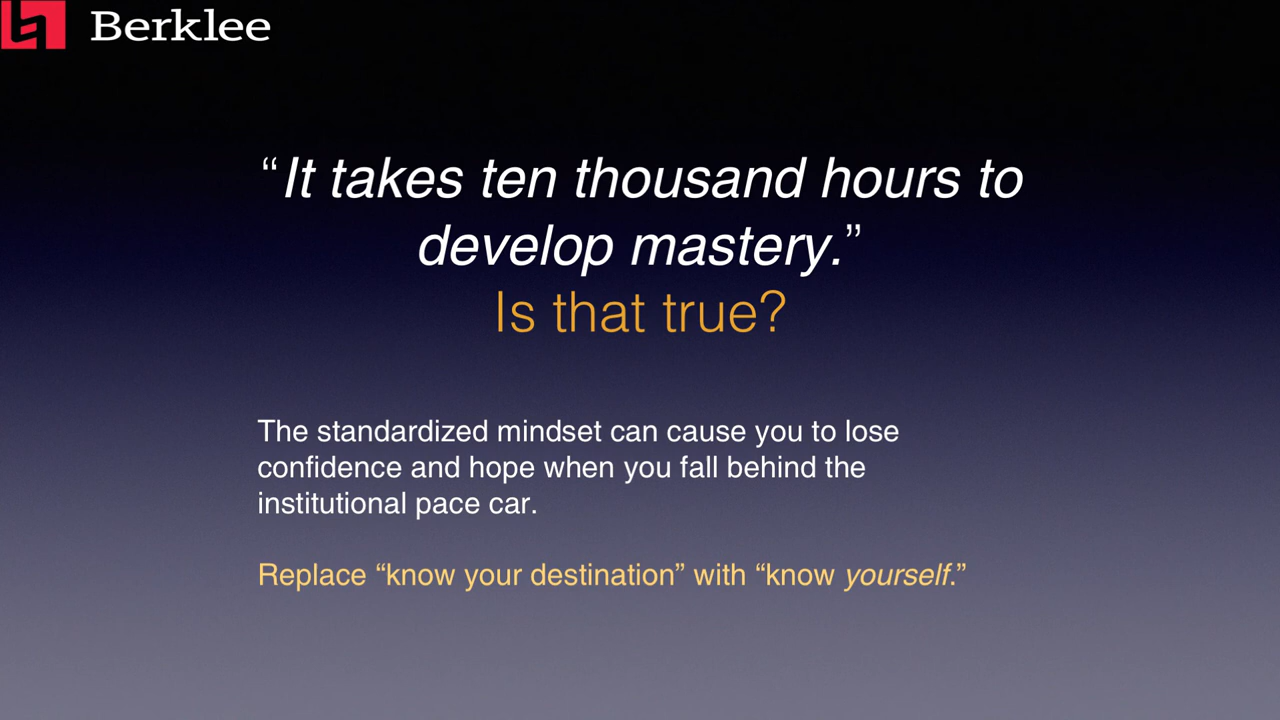 Berklee
“It takes ten thousand hours to
develop mastery.”
Is that true?
The standardized mindset can cause you to lose
confidence and hope when you fall behind the
institutional pace car.
Replace “know your destination” with “know yourself.”